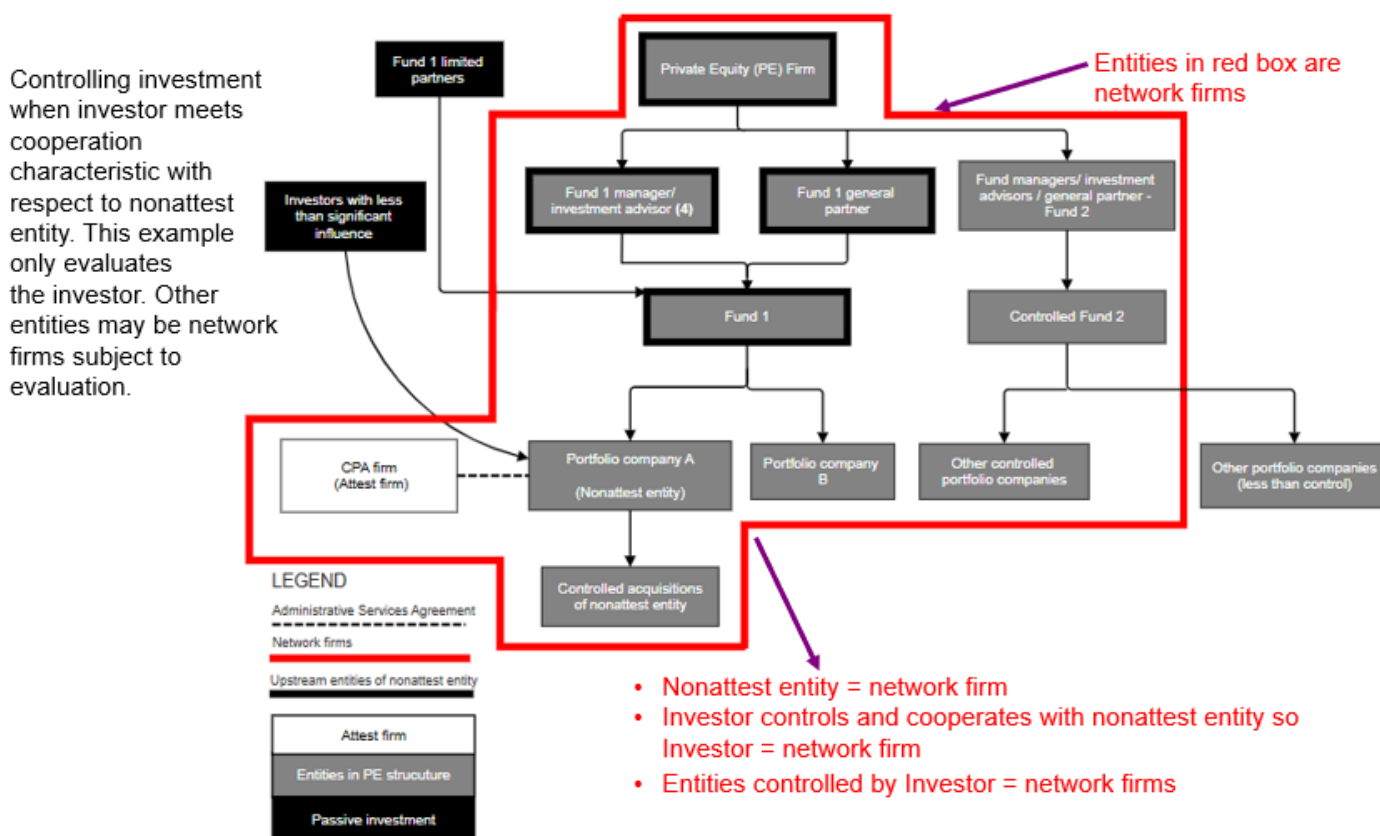 Controlling investment
when investor meets
cooperation
characteristic with
respect to nonattest
entity. This example
only evaluates
the investor. Other
entities may be network
firms subject to
evaluation.
Fund 1 limited
partners
Private Equity (PE) Firm
Entities in red box are
network firms
Investors with less
than significant
influence
Fund 1 manager/
investment advisor (4)
Fund 1 general
partner
Fund managers/ investment
advisors / general partner -
Fund 2
Fund 1
Controlled Fund 2
CPA firm
(Attest firm)
Portfolio company A
(Nonattest entity)
Portfolio company
B
Other controlled
portfolio companies
Other portfolio companies
(less than control)
Controlled acquisitions
of nonattest entity
LEGEND
Administrative Services Agreement
Network firms
Upstream entities of nonattest entity
Attest firm
Entities in PE strucuture
Passive investment
• Nonattest entity = network firm
• Investor controls and cooperates with nonattest entity so
Investor = network firm
• Entities controlled by Investor = network firms